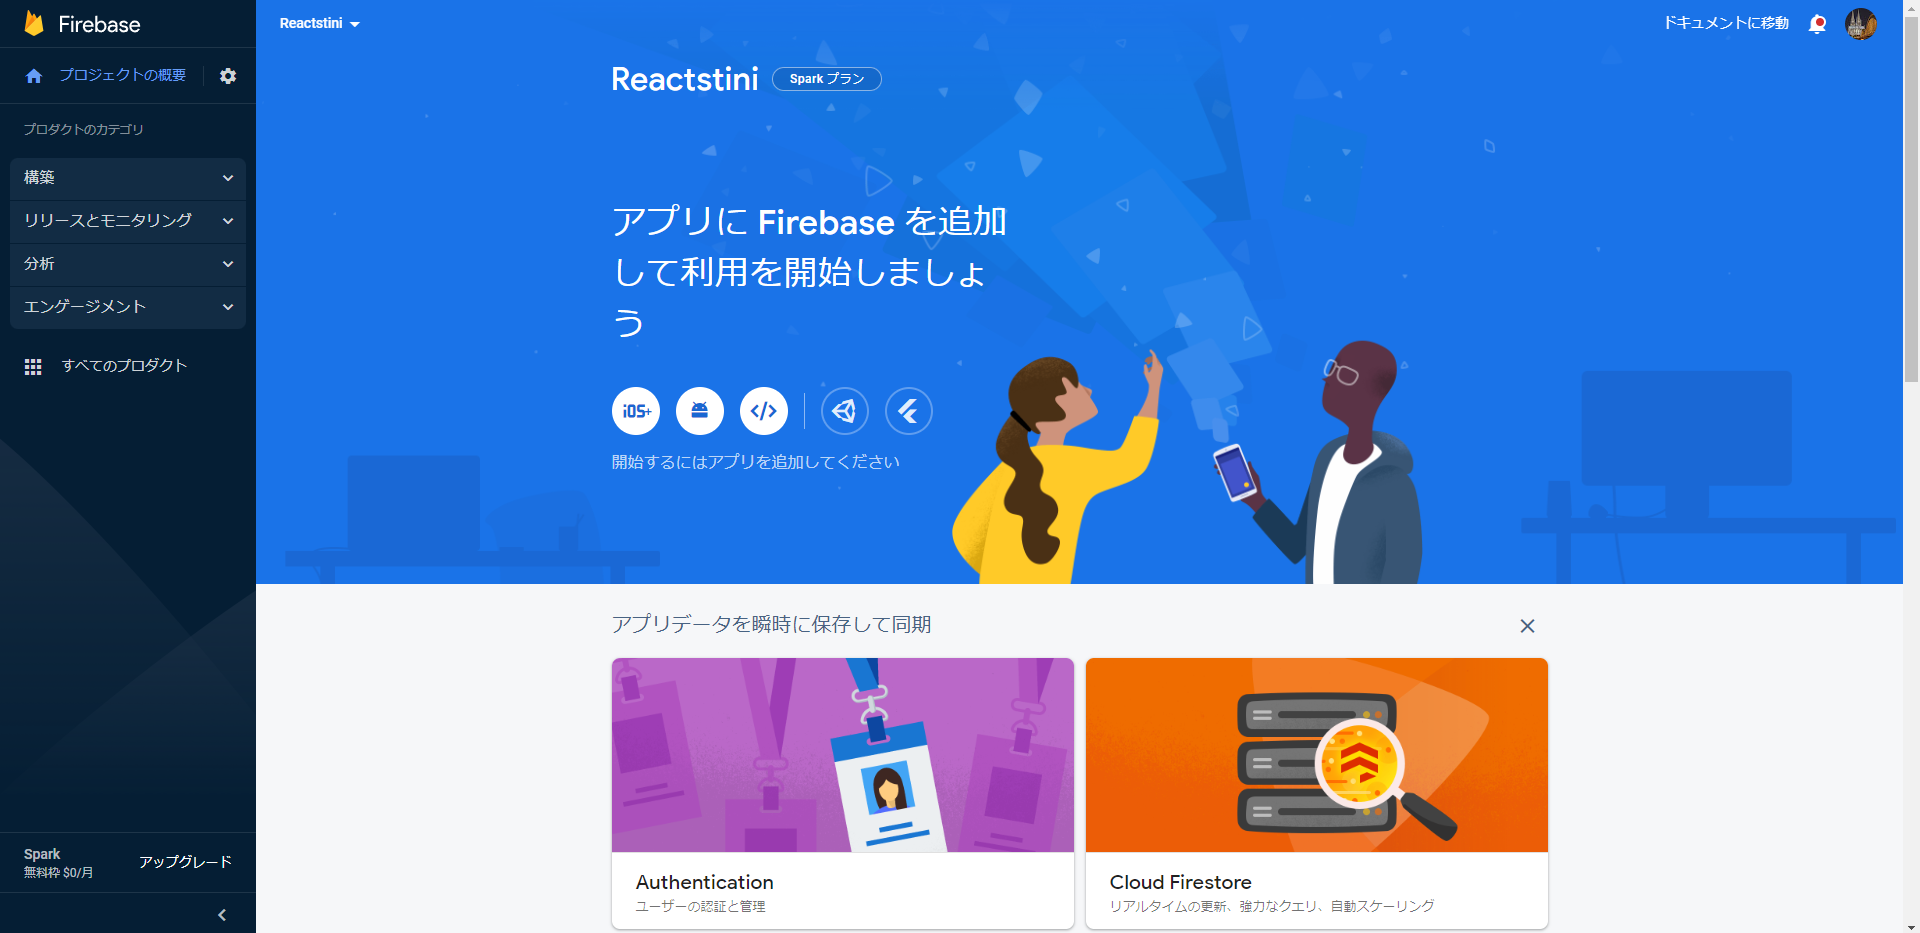 Firebase
プロジェクトの概要
プロダクトのカテゴリ
構築
リリースとモニタリング
分析
エンゲージメント
すべてのプロダクト
Spark
無料枠 $0/月
アップグレード
Reactstini
ドキュメントに移動
Reactstini
Spark プラン
アプリに Firebase を追加
して利用を開始しましょ
う
iOS+
開始するにはアプリを追加してください
アプリデータを瞬時に保存して同期
Authentication
ユーザーの認証と管理
Cloud Firestore
リアルタイムの更新、強力なクエリ、自動スケーリング